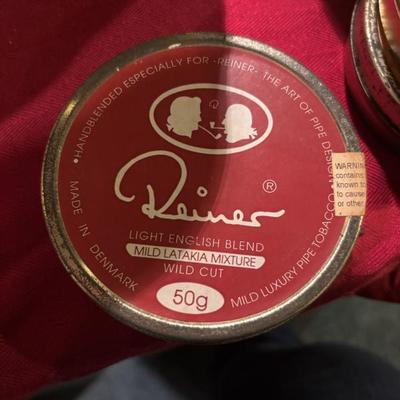 •HANDBLENDED ESPECIALLY FOR -REINER- THE ART OF PIPE DESIGN
Reiner®
LIGHT ENGLISH BLEND
MILD LATAKIA MIXTURE
WILD CUT
50g
MADE IN DENMARK
MILD LUXURY PIPE TOBACCO
WARNIN
contains
known to
to cause
or other